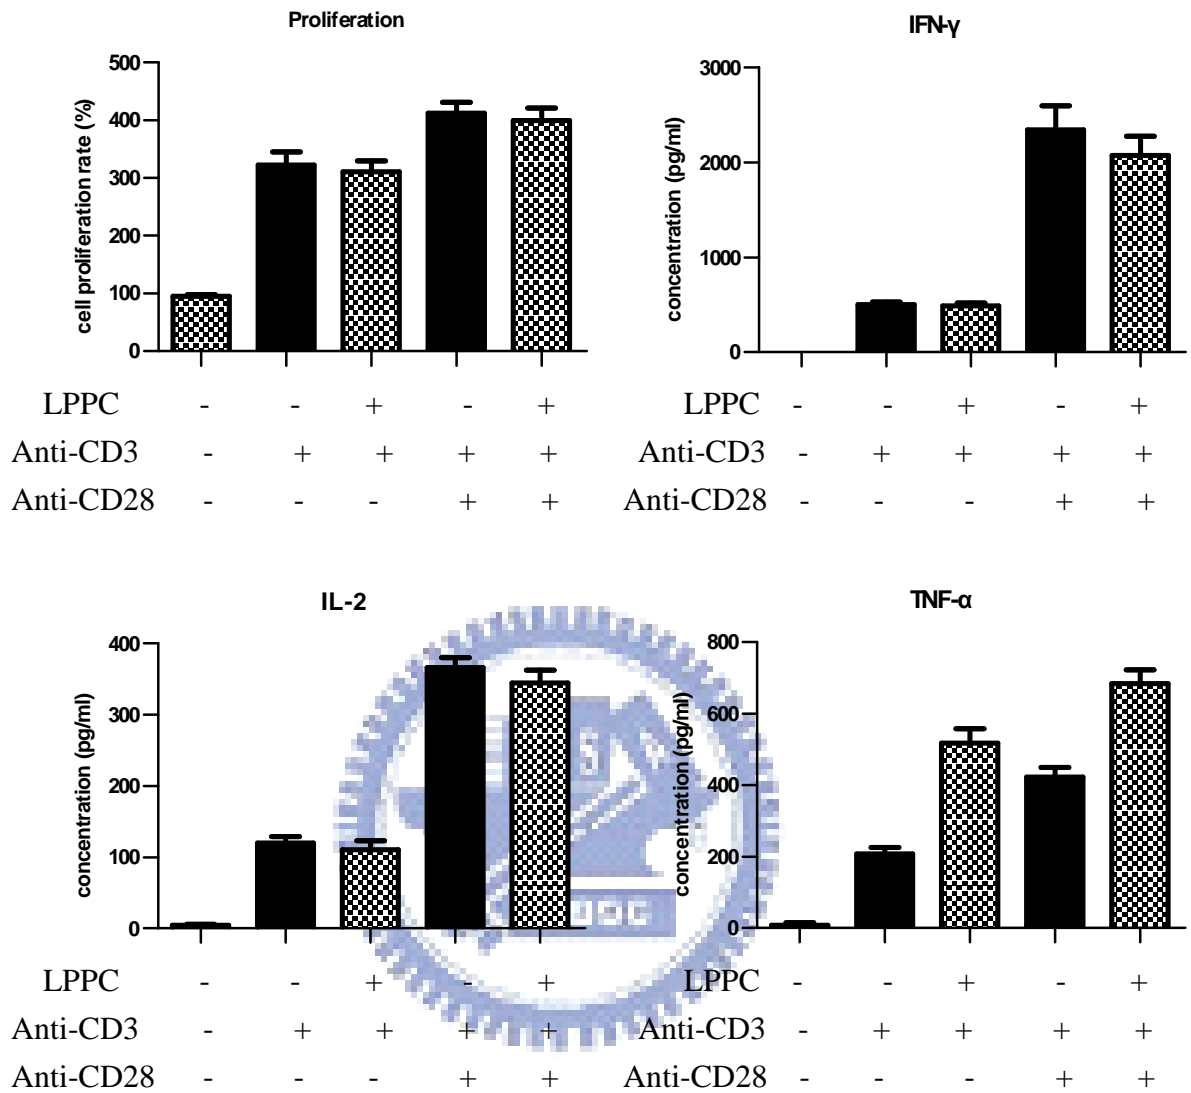 Proliferation
cell proliferation rate (%)
500
400
300
200
100
0
LPPC - - + - +
Anti-CD3 - + + + +
Anti-CD28 - - - + +
IFN-γ
concentration (pg/ml)
3000
2000
1000
0
LPPC - - + - +
Anti-CD3 - + + + +
Anti-CD28 - - - + +
IL-2
concentration (pg/ml)
400
300
200
100
0
LPPC - - + - +
Anti-CD3 - + + + +
Anti-CD28 - - - + +
TNF-α
concentration (pg/ml)
800
600
400
200
0
LPPC - - + - +
Anti-CD3 - + + + +
Anti-CD28 - - - + +